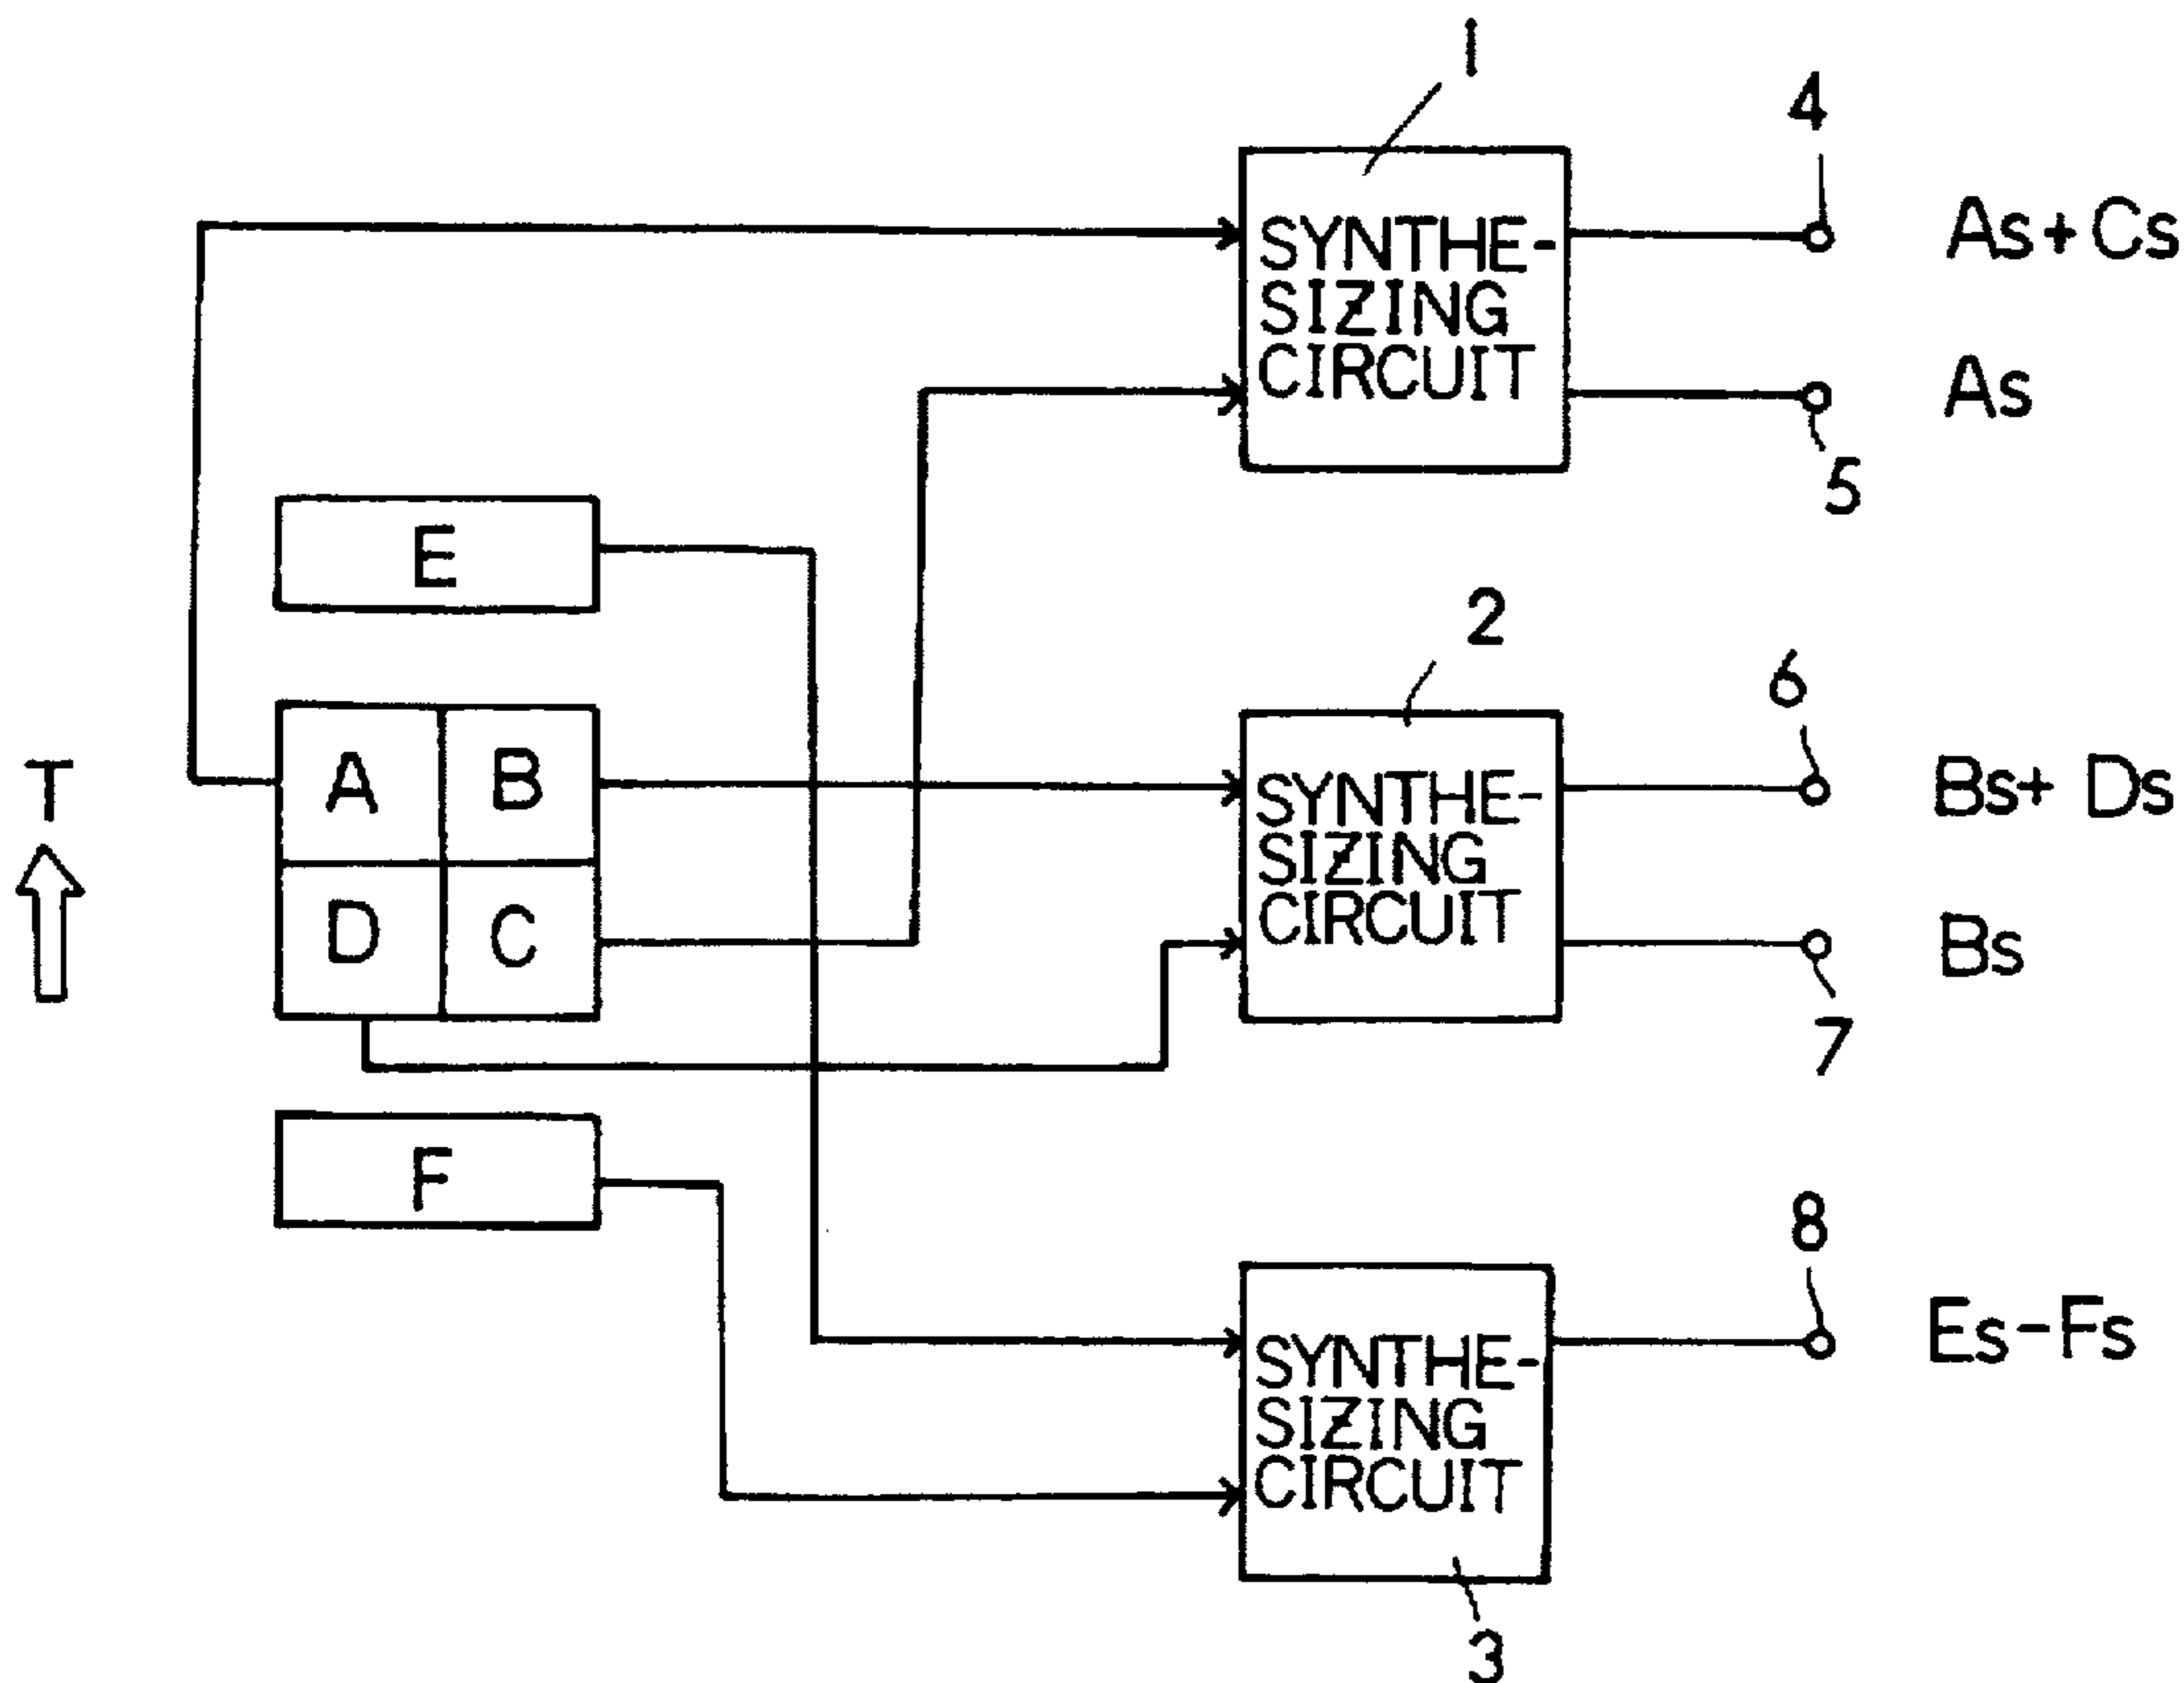 1
4
SYNTHE-
SIZING
CIRCUIT
As+Cs
As
5
E
2
6
T
A
B
D
C
SYNTHE-
SIZING
CIRCUIT
Bs+Ds
Bs
7
F
8
SYNTHE-
SIZING
CIRCUIT
Es-Fs
3